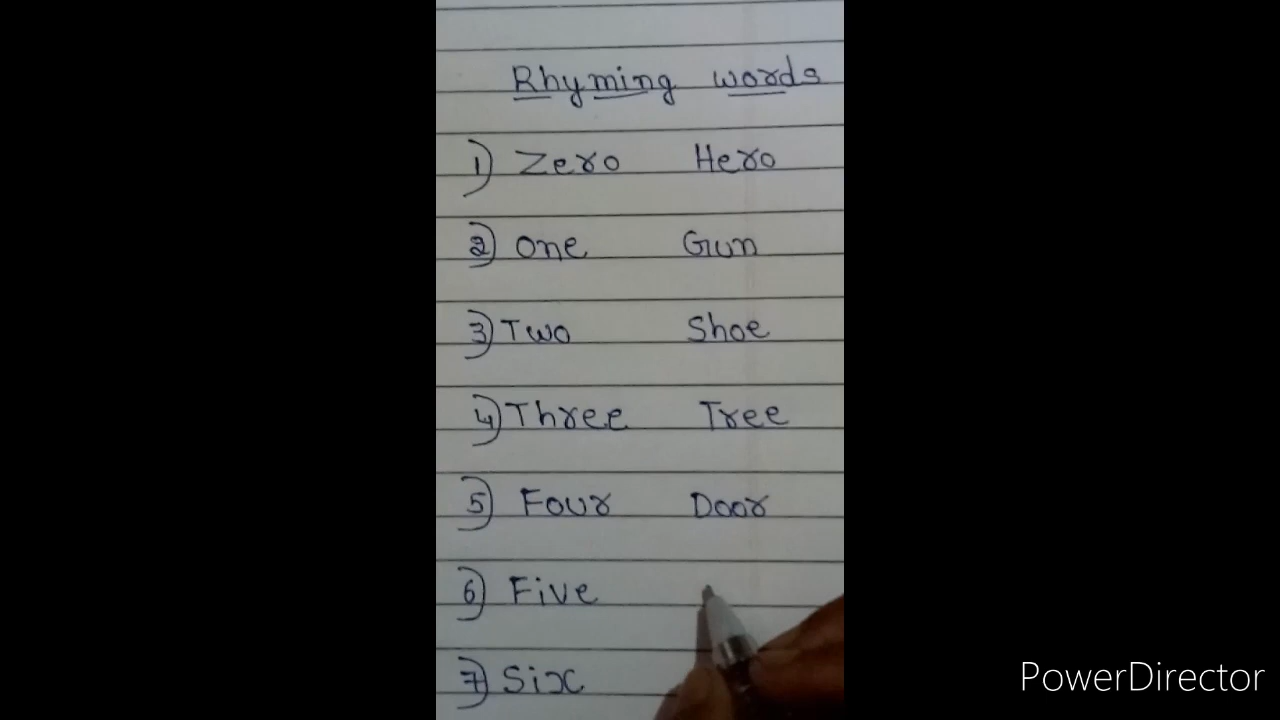 Rhyming words
1) Zero Hero
2) One Gun
3) Two Shoe
4) Three Tree
5) Four Door
6) Five
7) Six
PowerDirector